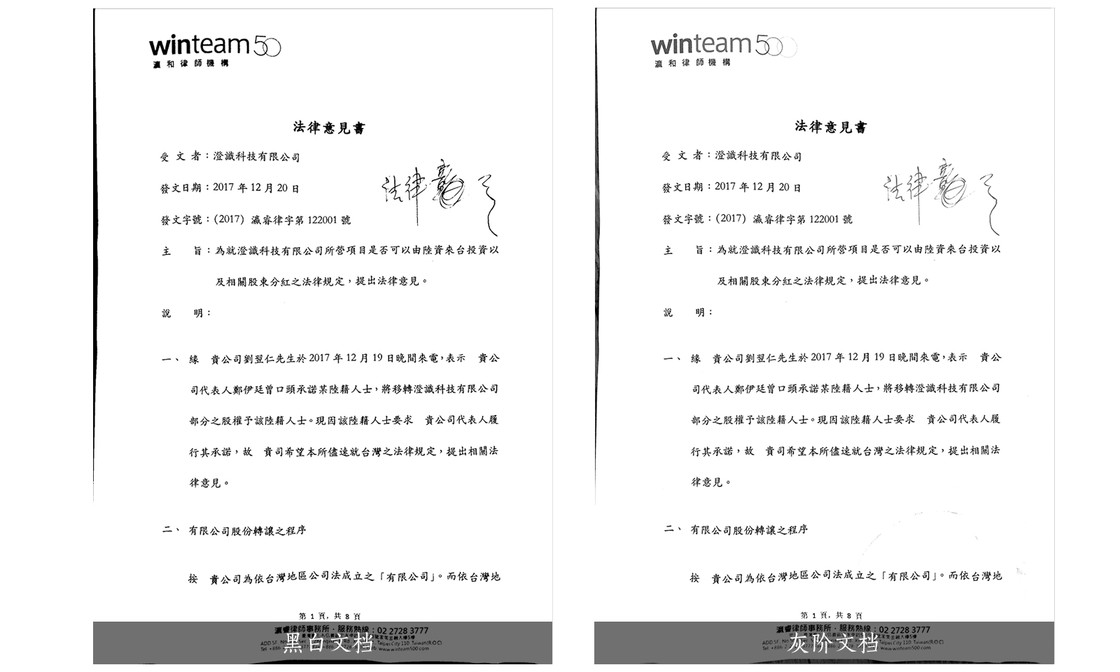 winteam50
瀛和律師機構
法律意見書
受文者：澄識科技有限公司
發文日期：2017 年 12 月 20 日
發文字號：(2017) 瀛睿律字第 122001 號
法律
主　　旨：為就澄識科技有限公司所營項目是否可以由陸資來台投資以
及相關股東分紅之法律規定，提出法律意見。
說　　明：
一、緣　貴公司劉翌仁先生於 2017 年 12 月 19 日晚間來電，表示　貴公
司代表人鄭伊廷曾口頭承諾某陸籍人士，將移轉澄識科技有限公司
部分之股權予該陸籍人士。現因該陸籍人士要求　貴公司代表人履
行其承諾，故　貴司希望本所儘速就台灣之法律規定，提出相關法
律意見。
二、有限公司股份轉讓之程序
按　貴公司為依台灣地區公司法成立之「有限公司」。而依台灣地
第 1 頁，共 8 頁
瀛睿律師事務所．服務熱線：02 2728 3777
www.winteam500.com
黑白文档
winteam50
瀛和律師機構
法律意見書
受文者：澄識科技有限公司
發文日期：2017 年 12 月 20 日
發文字號：(2017) 瀛睿律字第 122001 號
法律
主　　旨：為就澄識科技有限公司所營項目是否可以由陸資來台投資以
及相關股東分紅之法律規定，提出法律意見。
說　　明：
一、緣　貴公司劉翌仁先生於 2017 年 12 月 19 日晚間來電，表示　貴公
司代表人鄭伊廷曾口頭承諾某陸籍人士，將移轉澄識科技有限公司
部分之股權予該陸籍人士。現因該陸籍人士要求　貴公司代表人履
行其承諾，故　貴司希望本所儘速就台灣之法律規定，提出相關法
律意見。
二、有限公司股份轉讓之程序
按　貴公司為依台灣地區公司法成立之「有限公司」。而依台灣地
第 1 頁，共 8 頁
瀛睿律師事務所．服務熱線：02 2728 3777
www.winteam500.com
灰阶文档